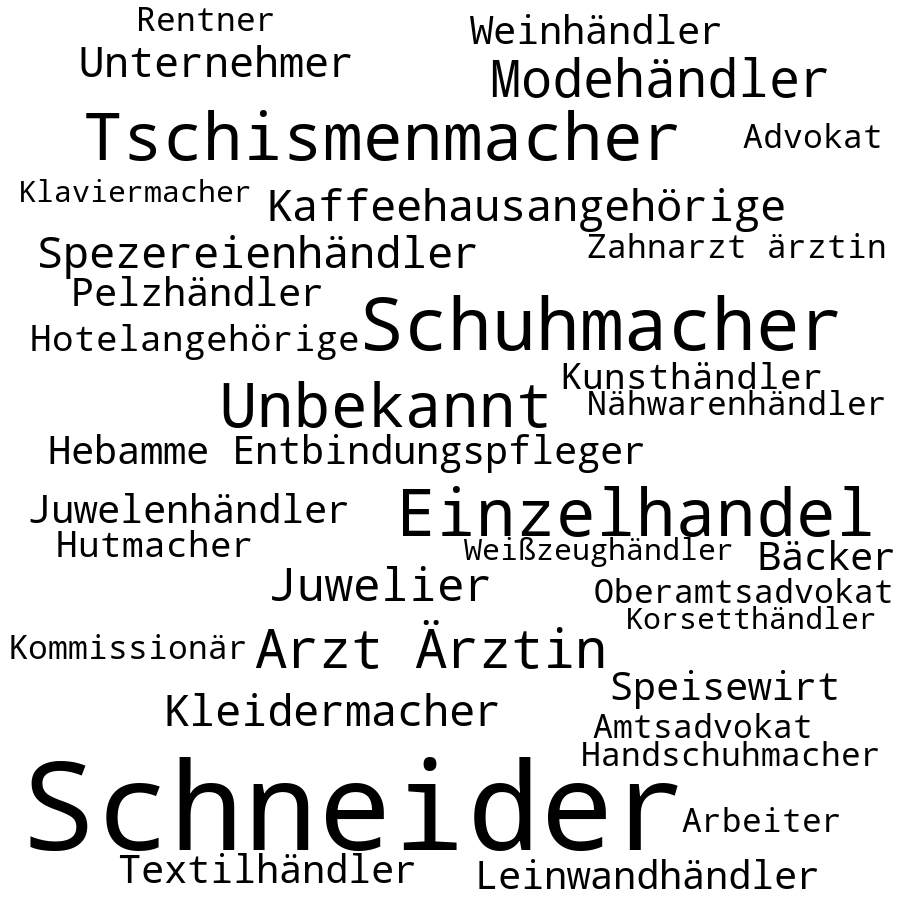 Rentner
Weinhändler
Unternehmer
Modehändler
Tschismenmacher
Advokat
Klaviermacher
Kaffeehausangehörige
Spezereienhändler
Zahnarzt ärztin
Pelzhändler
Schuhmacher
Hotelangehörige
Kunsthändler
Unbekannt
Nähwarenhändler
Hebamme Entbindungspfleger
Juwelenhändler
Einzelhandel
Hutmacher
Weißzeughändler
Bäcker
Juwelier
Oberamtsadvokat
Korsetthändler
Kommissionär
Arzt Ärztin
Speisewirt
Kleidermacher
Amtsadvokat
Handschuhmacher
Schneider
Arbeiter
Textilhändler
Leinwandhändler